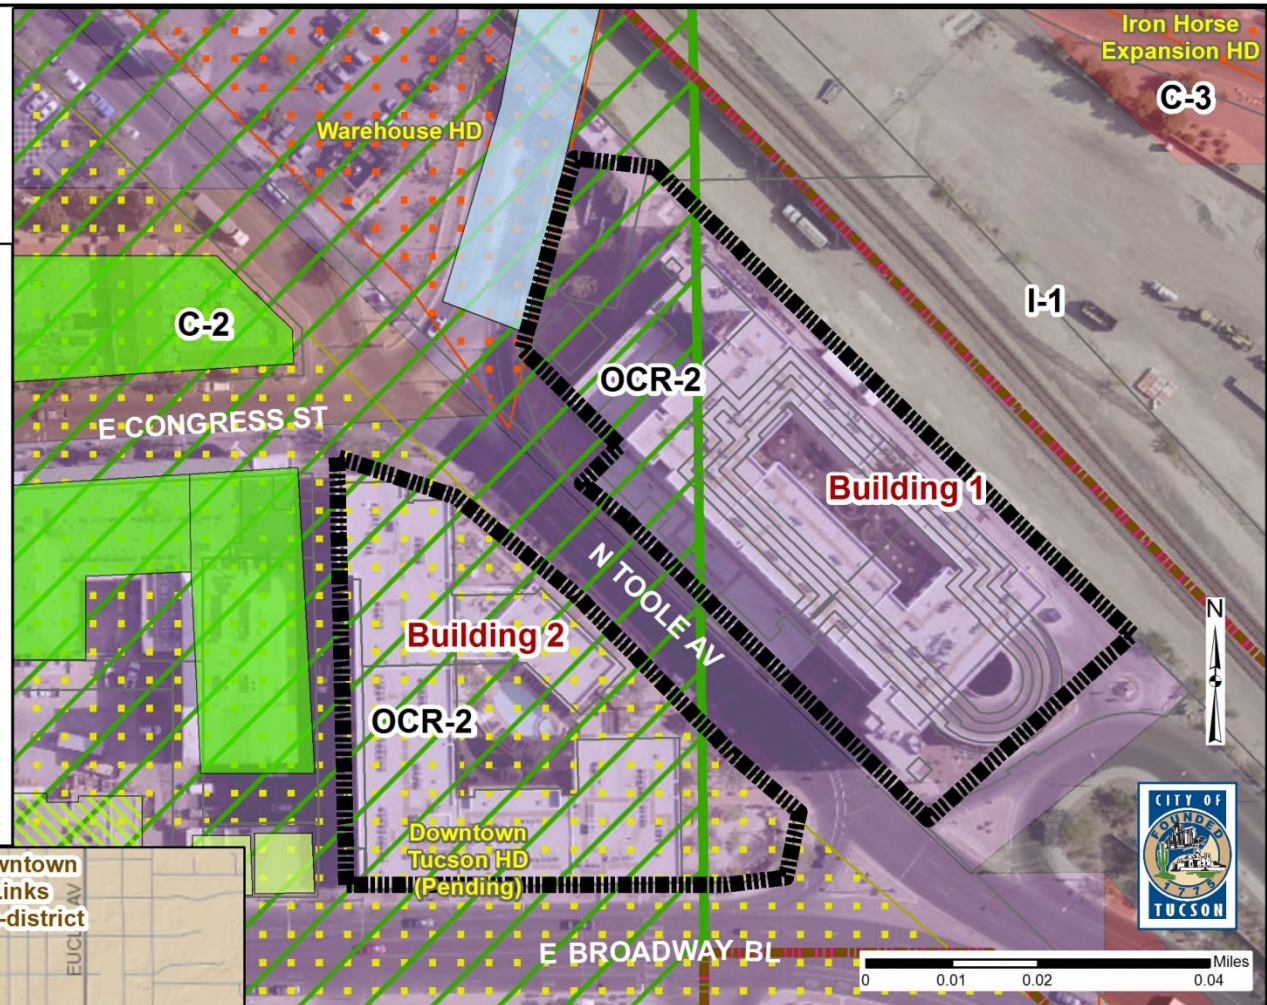 Iron Horse
Expansion HD
C-3
Warehouse HD
I-1
C-2
OCR-2
E CONGRESS ST
Building 1
N TOOLE AV
Building 2
OCR-2
N
Downtown
Tucson HD
(Pending)
CITY OF
FOUNDED
1775
TUCSON
wntown
Links
-district
EUCL
AV
E BROADWAY BL
Miles
0 0.01 0.02 0.04